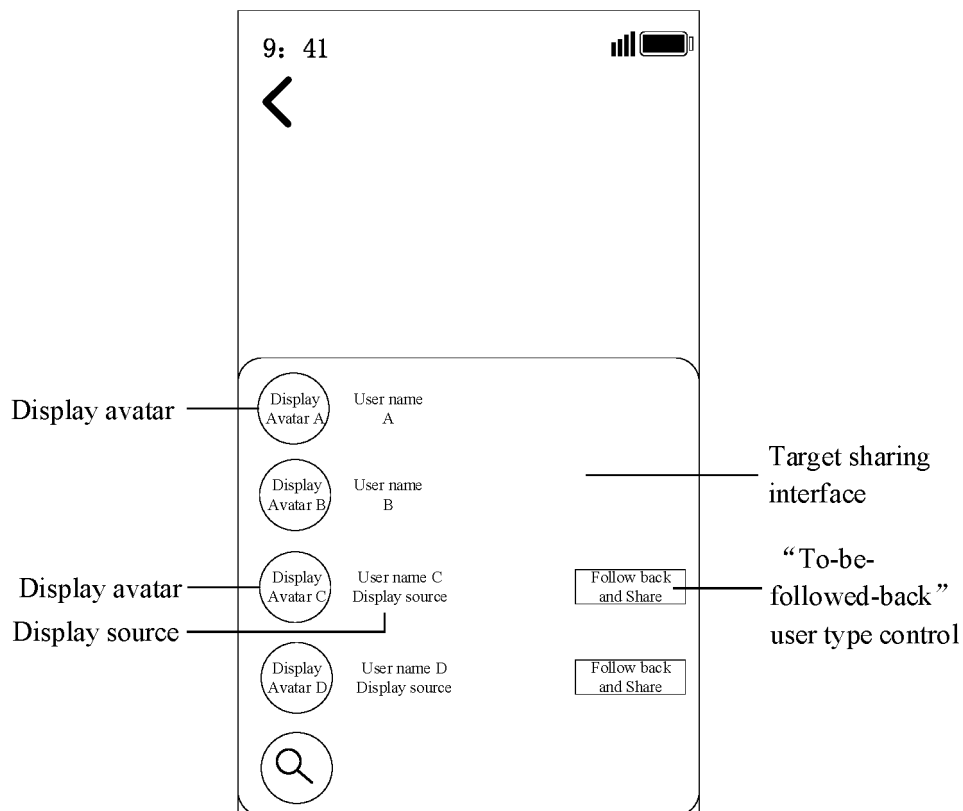 9: 41
Display
Avatar A
User name
A
Display avatar
Display
Avatar B
User name
B
Target sharing
interface
Display
Avatar C
User name C
Display source
Follow back
and Share
Display avatar
Display source
“To-be-
followed-back”
user type control
Display
Avatar D
User name D
Display source
Follow back
and Share